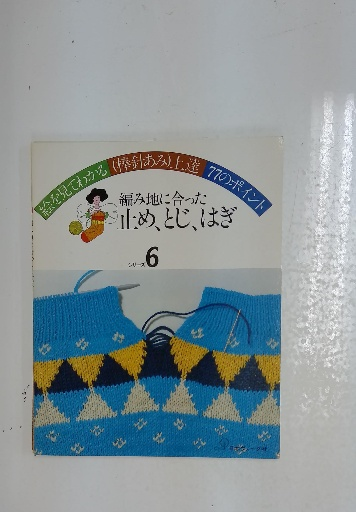 絵をみてわかる(棒針あみ)上達77のポイント
編み地に合った
止め、とじ、はぎ
シリーズ6